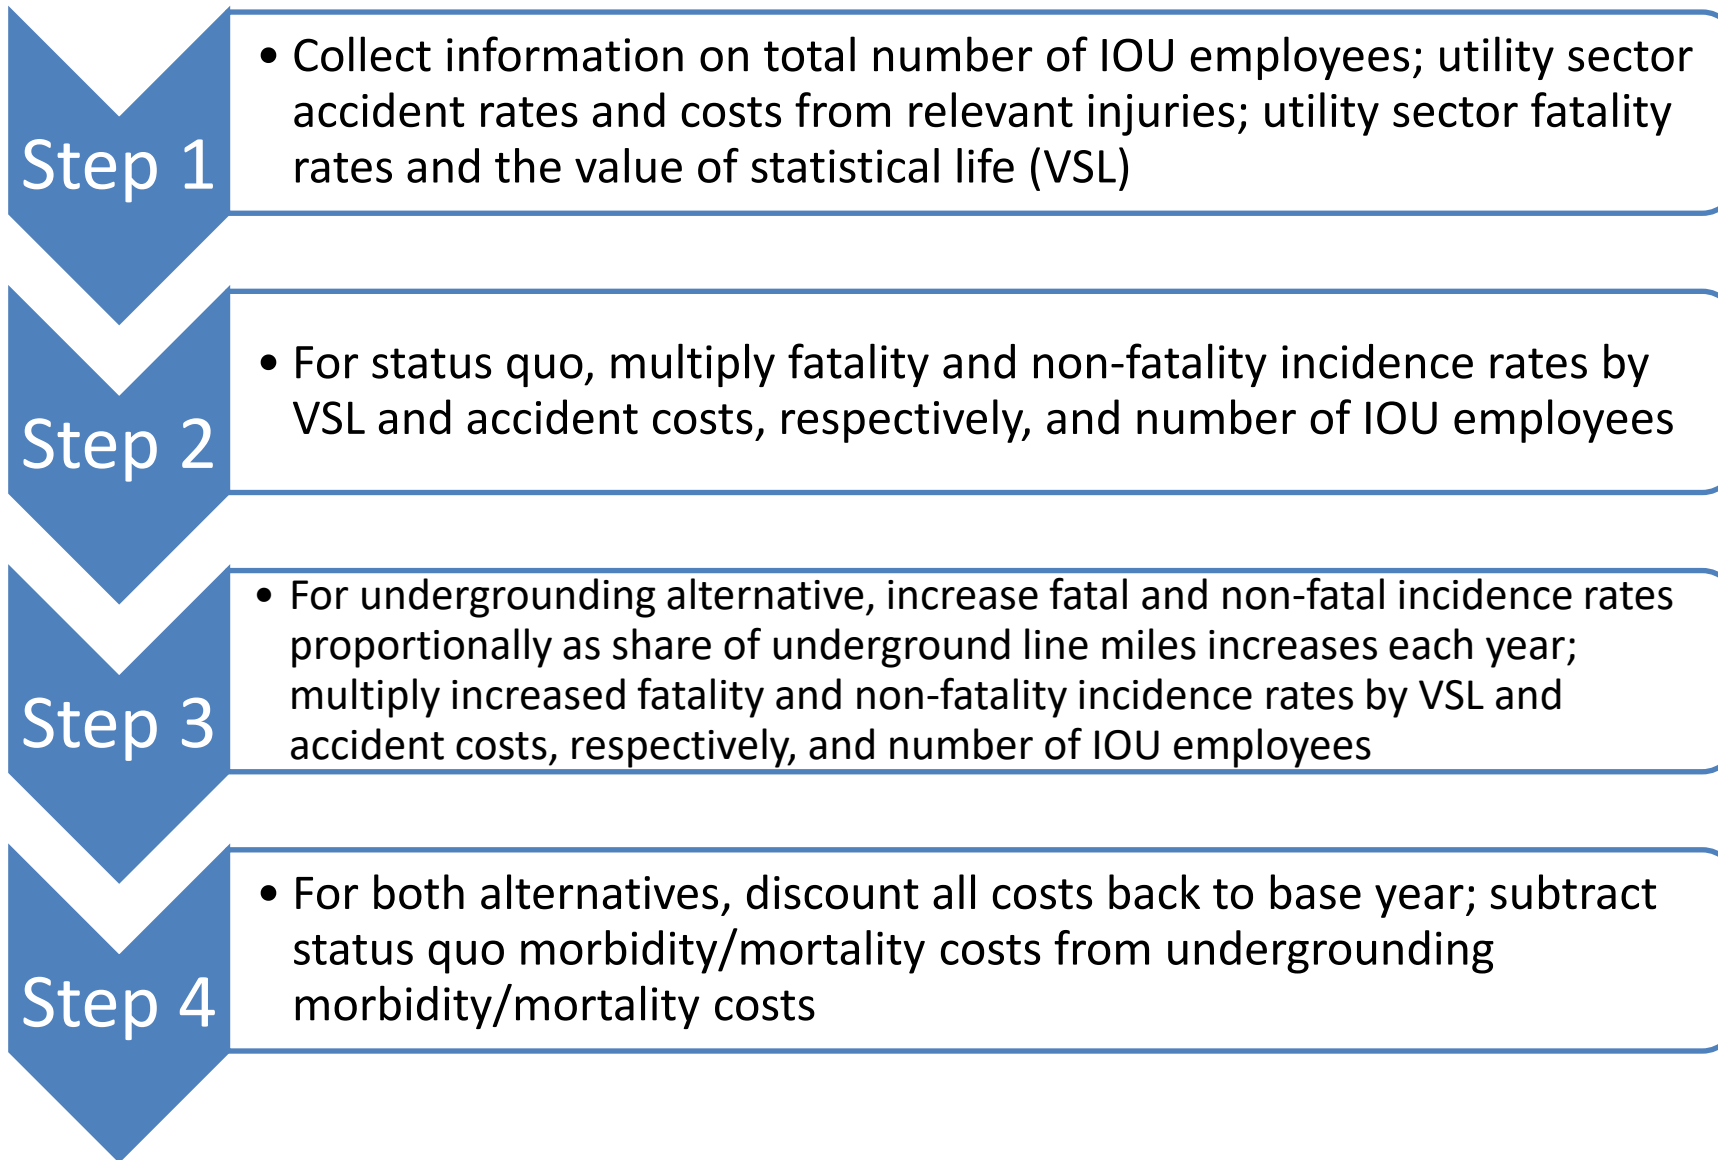 Step 1
• Collect information on total number of IOU employees; utility sector
accident rates and costs from relevant injuries; utility sector fatality
rates and the value of statistical life (VSL)
Step 2
• For status quo, multiply fatality and non-fatality incidence rates by
VSL and accident costs, respectively, and number of IOU employees
Step 3
• For undergrounding alternative, increase fatal and non-fatal incidence rates
proportionally as share of underground line miles increases each year;
multiply increased fatality and non-fatality incidence rates by VSL and
accident costs, respectively, and number of IOU employees
Step 4
• For both alternatives, discount all costs back to base year; subtract
status quo morbidity/mortality costs from undergrounding
morbidity/mortality costs